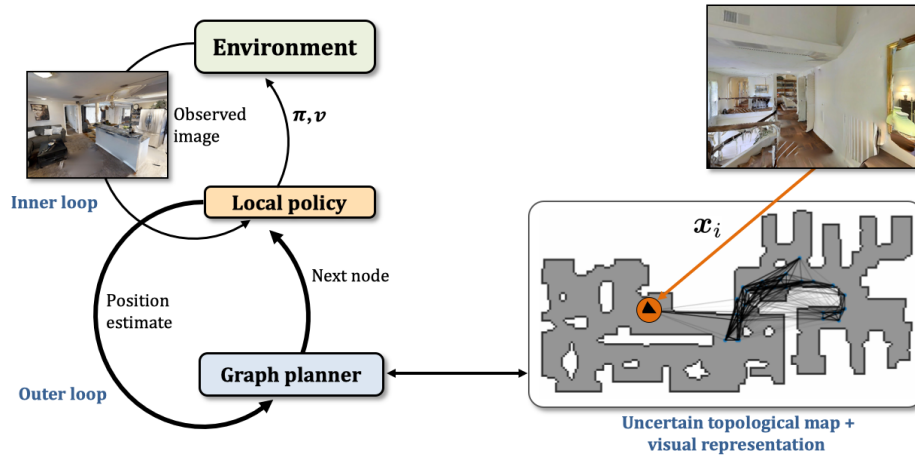 Environment
Observed
image
π, v
Inner loop
Local policy
x_i
Next node
Position
estimate
Graph planner
Outer loop
Uncertain topological map +
visual representation